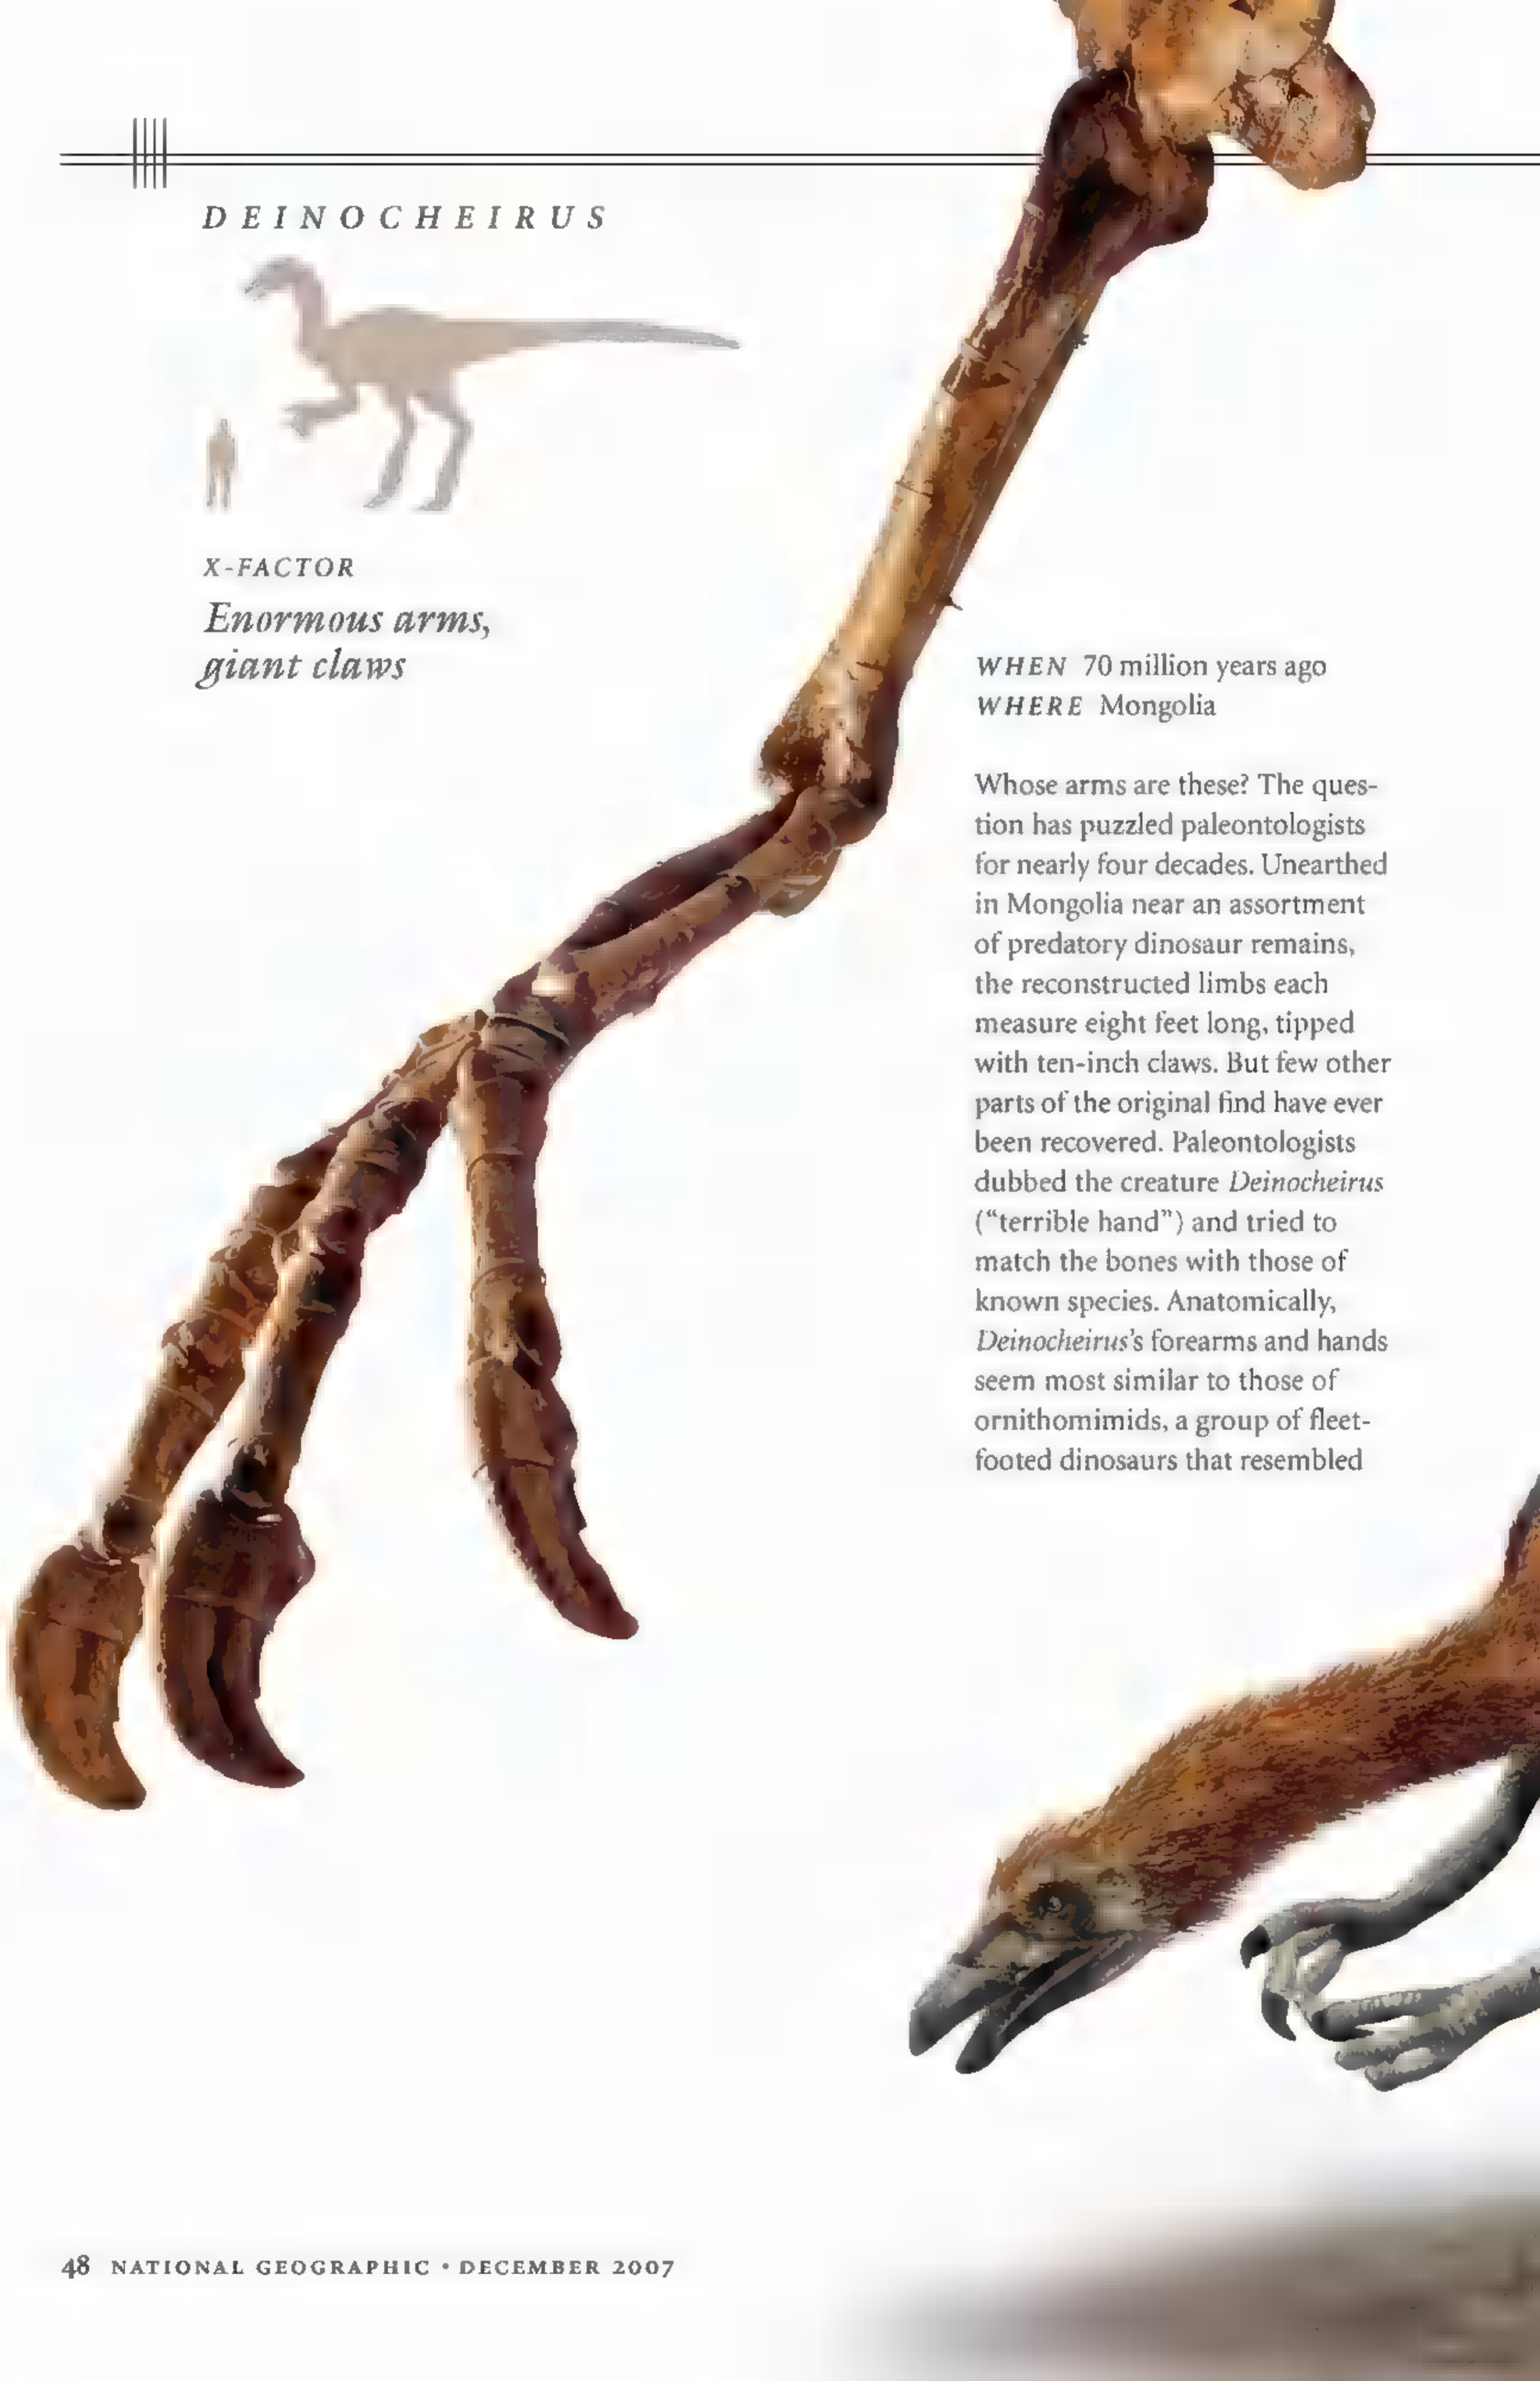 DEINOCHEIRUS
X-FACTOR
Enormous arms,
giant claws
WHEN 70 million years ago
WHERE Mongolia
Whose arms are these? The ques-
tion has puzzled paleontologists
for nearly four decades. Unearthed
in Mongolia near an assortment
of predatory dinosaur remains,
the reconstructed limbs each
measure eight feet long, tipped
with ten-inch claws. But few other
parts of the original find have ever
been recovered. Paleontologists
dubbed the creature Deinocheirus
(“terrible hand”) and tried to
match the bones with those of
known species. Anatomically,
Deinocheirus's forearms and hands
seem most similar to those of
ornithomimids, a group of fleet-
footed dinosaurs that resembled
48 NATIONAL GEOGRAPHIC • DECEMBER 2007